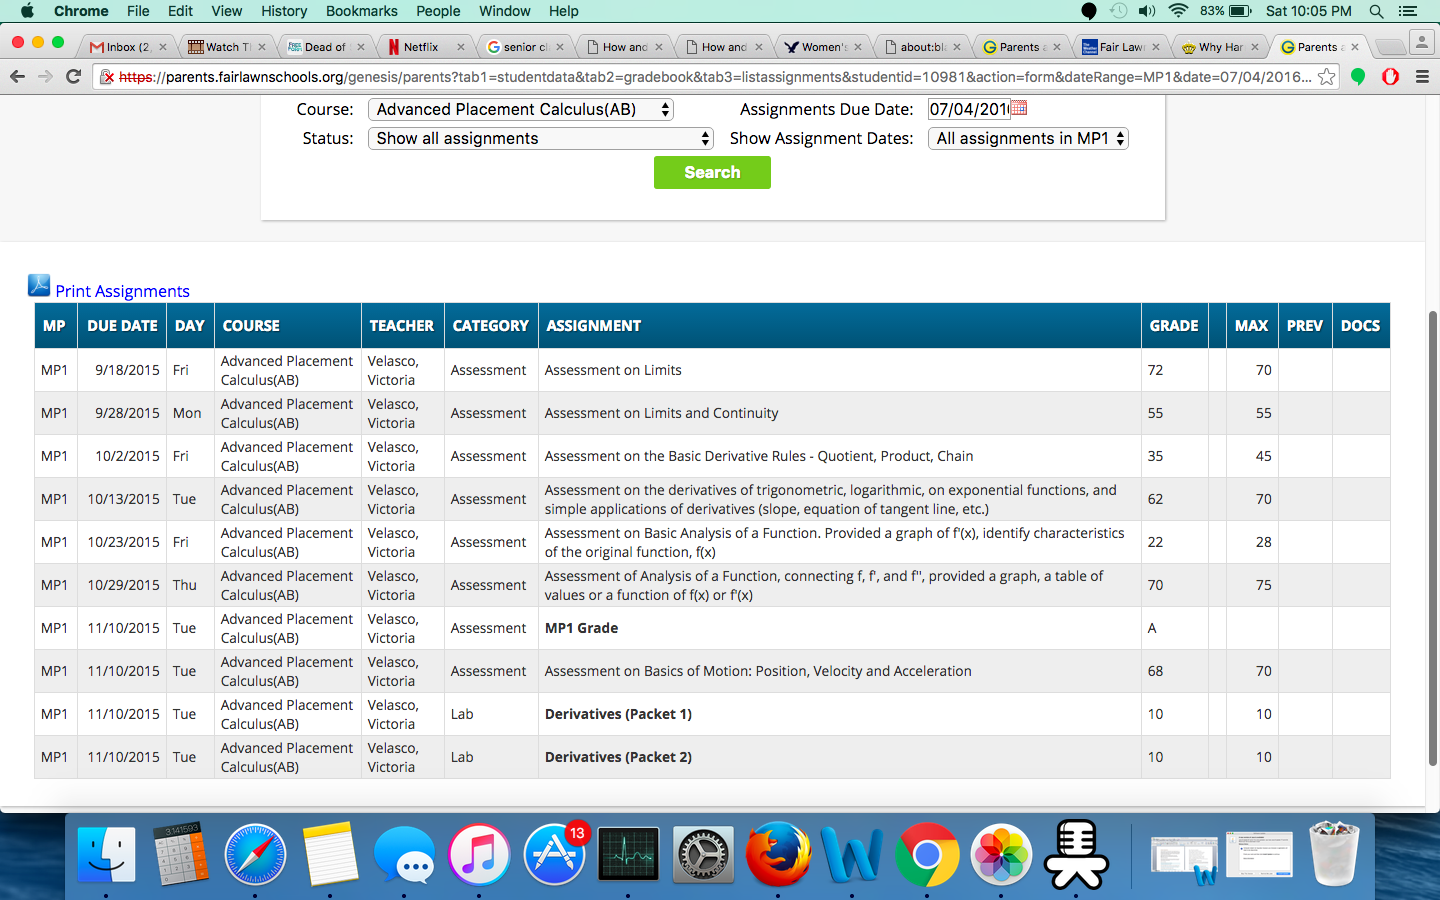 Chrome File Edit View History Bookmarks People Window Help 83% Sat 10:05 PM
Inbox (2, Watch T Dead of Netflix senior cl How and How and Women's about:bla Parents a Fair Law Why Har Parents a
https://parents.fairlawnschools.org/genesis/parents?tab1=studentdata&tab2=gradebook&tab3=listassignments&studentid=10981&action=form&dateRange=MP1&date=07/04/2016...
Course: Advanced Placement Calculus(AB) Assignments Due Date: 07/04/201
Status: Show all assignments Show Assignment Dates: All assignments in MP1
Search
Print Assignments
MP DUE DATE DAY COURSE TEACHER CATEGORY ASSIGNMENT GRADE MAX PREV DOCS
MP1 9/18/2015 Fri Advanced Placement Calculus(AB) Velasco, Victoria Assessment Assessment on Limits 72 70
MP1 9/28/2015 Mon Advanced Placement Calculus(AB) Velasco, Victoria Assessment Assessment on Limits and Continuity 55 55
MP1 10/2/2015 Fri Advanced Placement Calculus(AB) Velasco, Victoria Assessment Assessment on the Basic Derivative Rules - Quotient, Product, Chain 35 45
MP1 10/13/2015 Tue Advanced Placement Calculus(AB) Velasco, Victoria Assessment Assessment on the derivatives of trigonometric, logarithmic, on exponential functions, and simple applications of derivatives (slope, equation of tangent line, etc.) 62 70
MP1 10/23/2015 Fri Advanced Placement Calculus(AB) Velasco, Victoria Assessment Assessment on Basic Analysis of a Function. Provided a graph of f'(x), identify characteristics of the original function, f(x) 22 28
MP1 10/29/2015 Thu Advanced Placement Calculus(AB) Velasco, Victoria Assessment Assessment of Analysis of a Function, connecting f, f', and f'', provided a graph, a table of values or a function of f(x) or f'(x) 70 75
MP1 11/10/2015 Tue Advanced Placement Calculus(AB) Velasco, Victoria Assessment MP1 Grade A
MP1 11/10/2015 Tue Advanced Placement Calculus(AB) Velasco, Victoria Assessment Assessment on Basics of Motion: Position, Velocity and Acceleration 68 70
MP1 11/10/2015 Tue Advanced Placement Calculus(AB) Velasco, Victoria Lab Derivatives (Packet 1) 10 10
MP1 11/10/2015 Tue Advanced Placement Calculus(AB) Velasco, Victoria Lab Derivatives (Packet 2) 10 10
3.141593
13